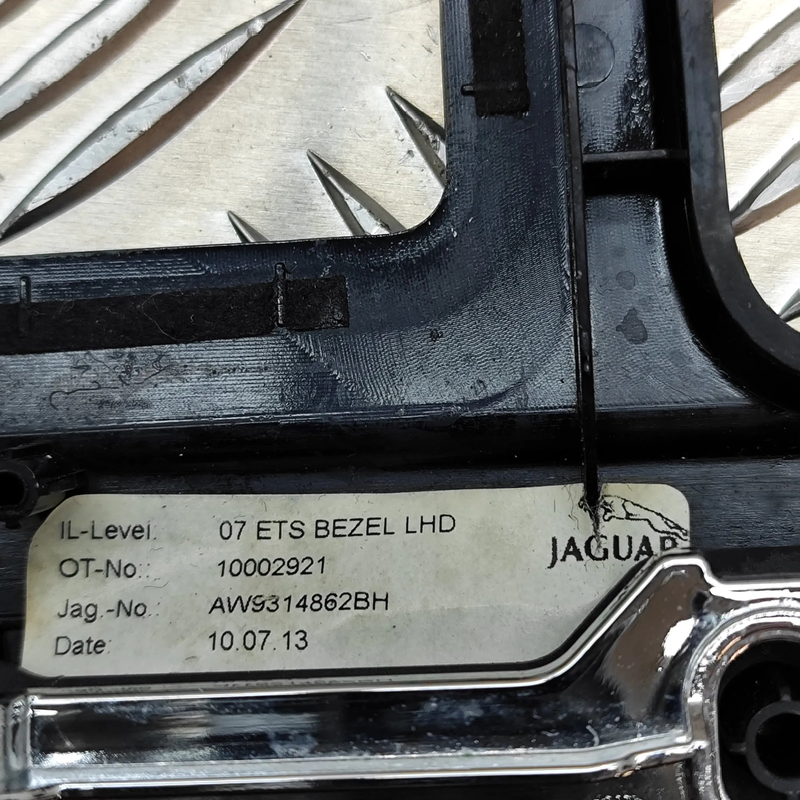 IL-Level: 07 ETS BEZEL LHD
JAGUAR
OT-No.: 10002921
Jag.-No.: AW9314862BH
Date: 10.07.13